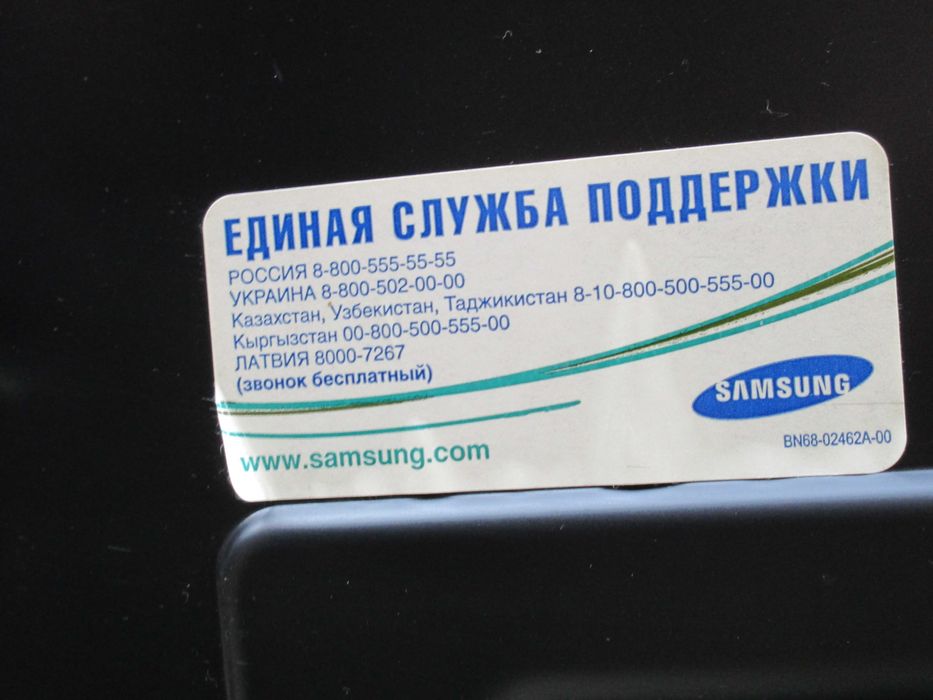 ЕДИНАЯ СЛУЖБА ПОДДЕРЖКИ
РОССИЯ 8-800-555-55-55
УКРАИНА 8-800-502-00-00
Казахстан, Узбекистан, Таджикистан 8-10-800-500-555-00
Кыргызстан 00-800-500-555-00
ЛАТВИЯ 8000-7267
(звонок бесплатный)
SAMSUNG
BN68-02462A-00
www.samsung.com